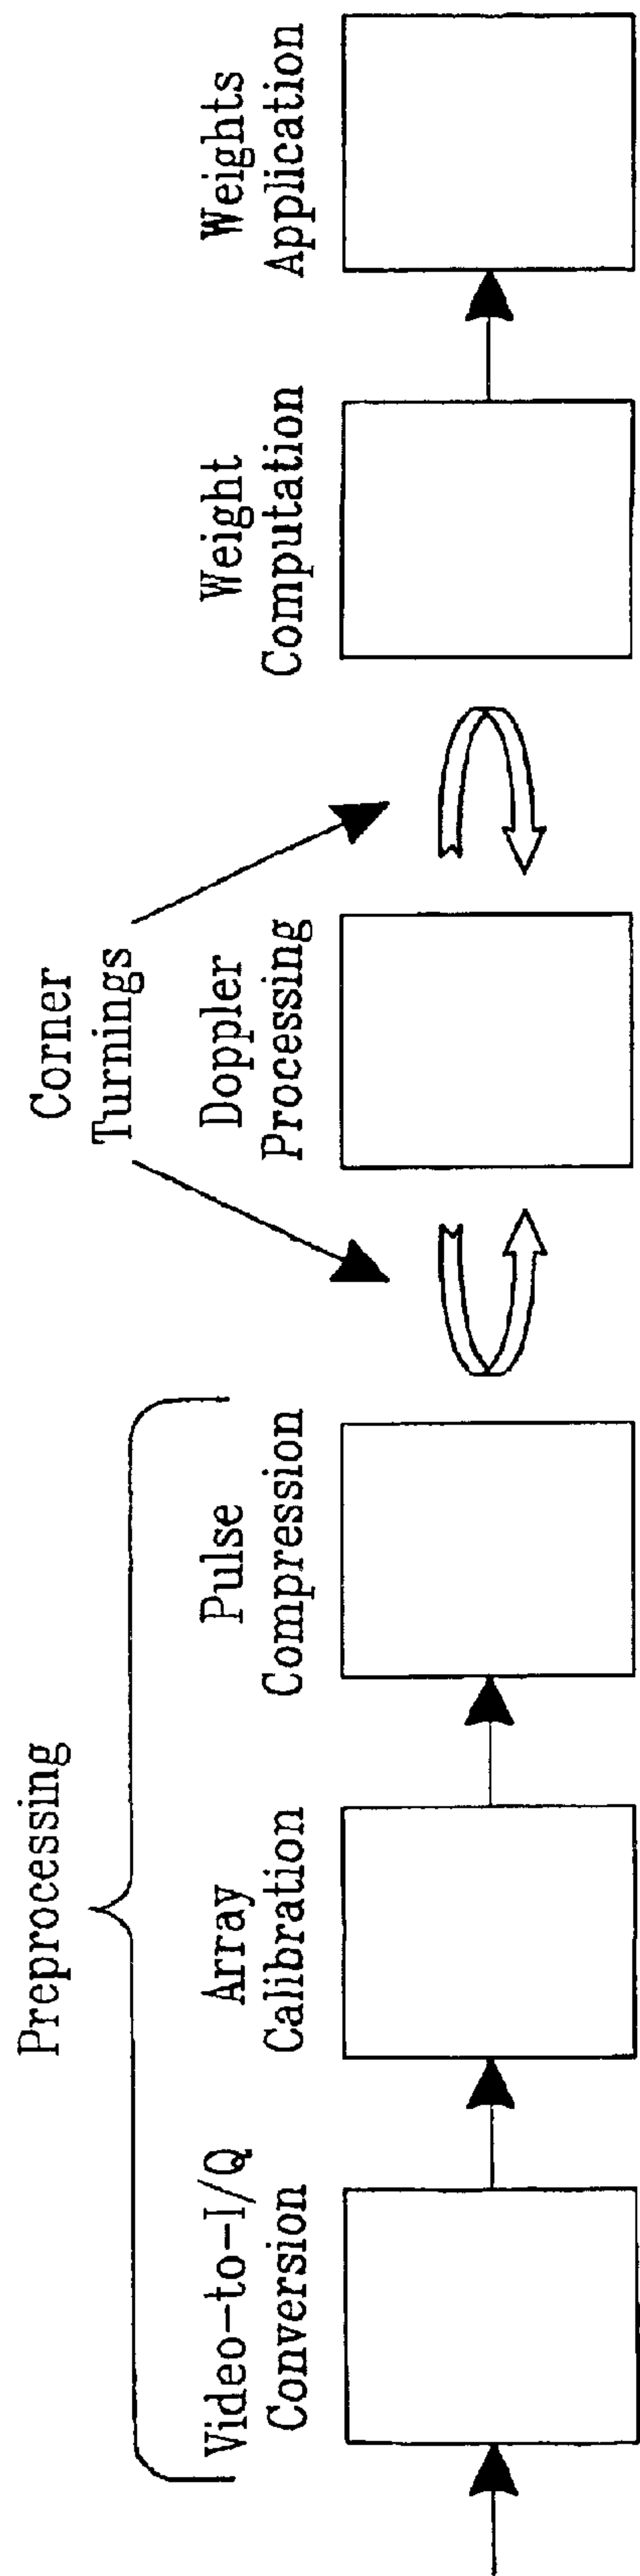 Preprocessing
Corner
Turnings
Video-to-I/Q
Conversion
Array
Calibration
Pulse
Compression
Doppler
Processing
Weight
Computation
Weights
Application